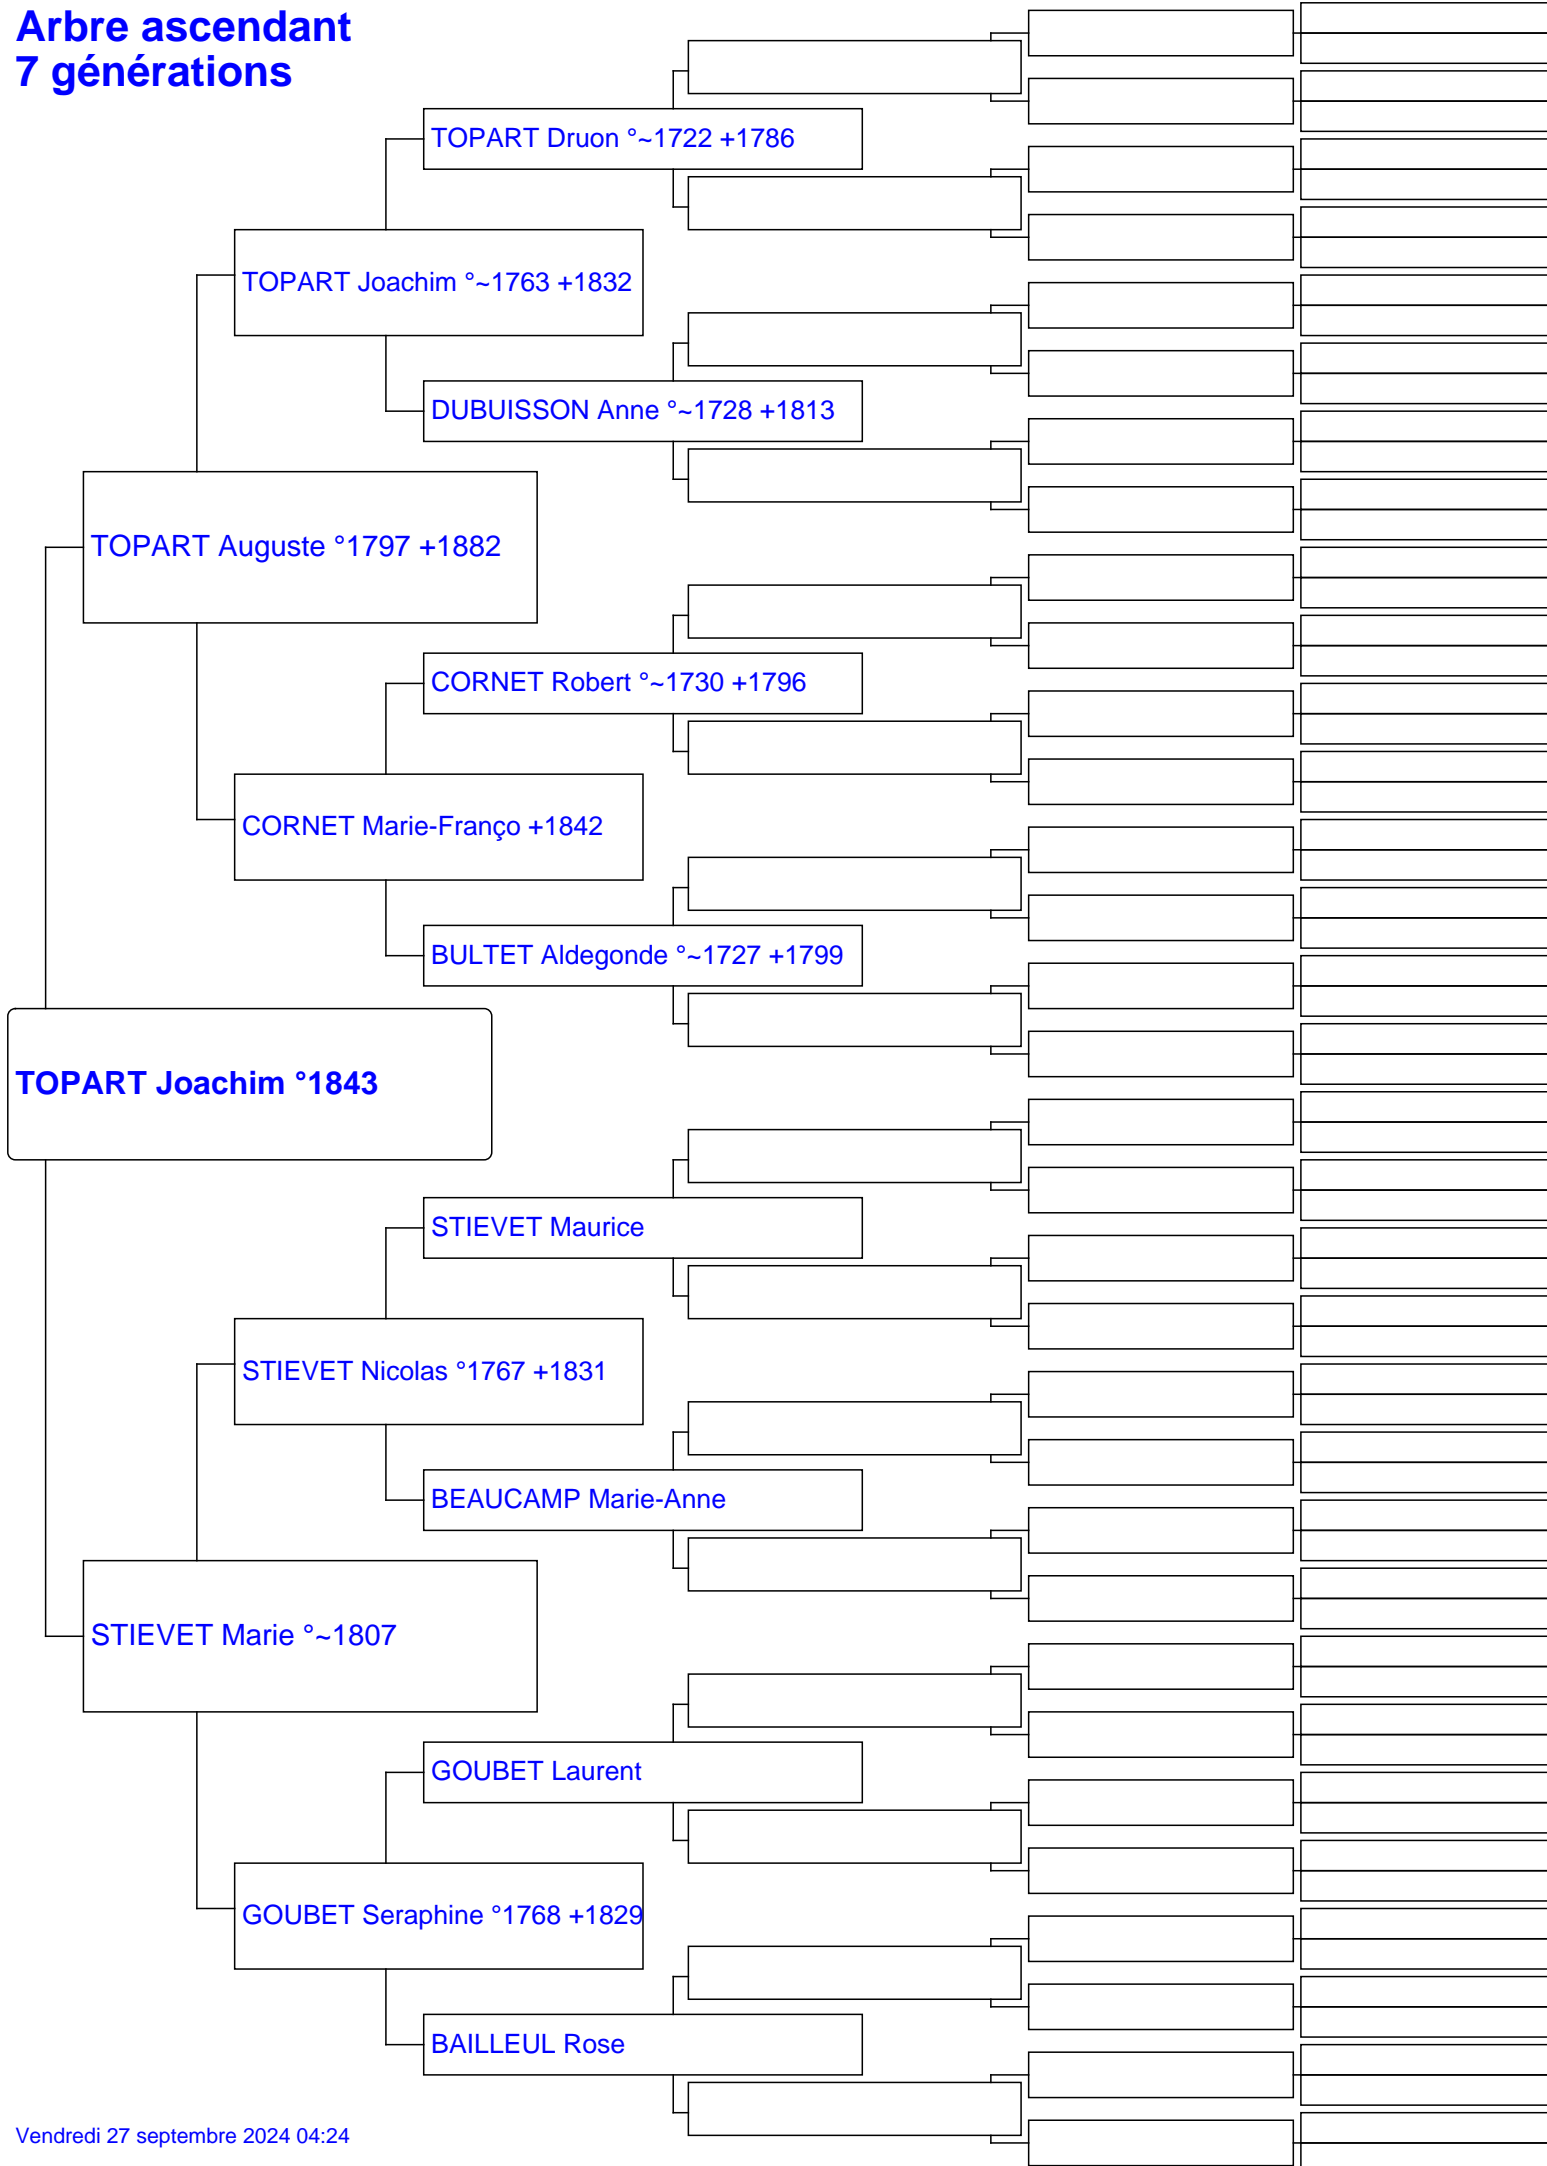 Arbre ascendant
7 générations
TOPART Druon °~1722 +1786
TOPART Joachim °~1763 +1832
DUBUISSON Anne °~1728 +1813
TOPART Auguste °1797 +1882
CORNET Robert °~1730 +1796
CORNET Marie-Franço +1842
BULTET Aldegonde °~1727 +1799
TOPART Joachim °1843
STIEVET Maurice
STIEVET Nicolas °1767 +1831
BEAUCAMP Marie-Anne
STIEVET Marie °~1807
GOUBET Laurent
GOUBET Seraphine °1768 +1829
BAILLEUL Rose
Vendredi 27 septembre 2024 04:24